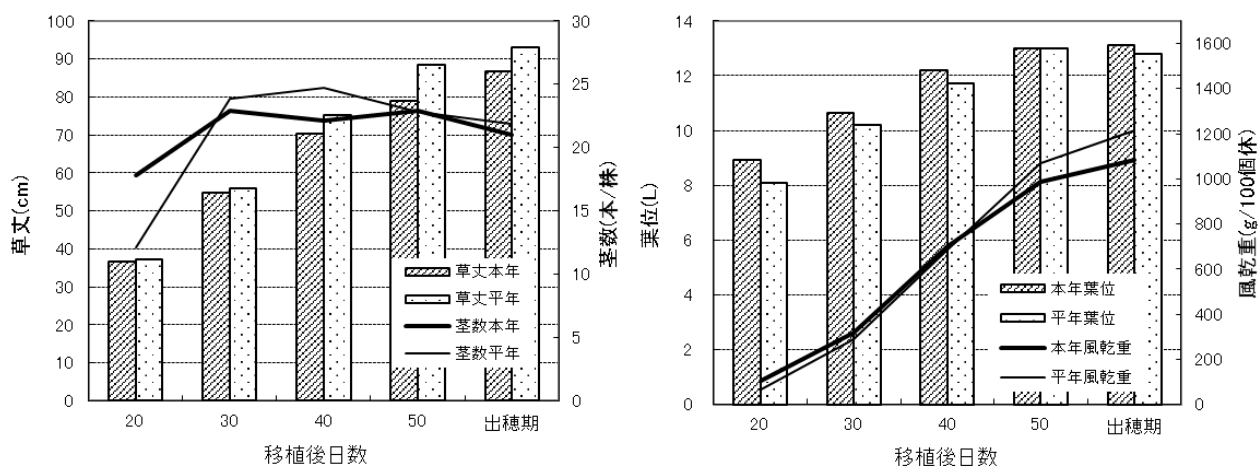 草丈(cm)
100
90
80
70
60
50
40
30
20
10
0
30
25
20
15
10
5
0
茎数(本/株)
草丈本年
草丈平年
茎数本年
茎数平年
20 30 40 50 出穂期
移植後日数
葉位(L)
14
12
10
8
6
4
2
0
1600
1400
1200
1000
800
600
400
200
0
風乾重(g/100個休)
本年葉位
平年葉位
本年風乾重
平年風乾重
20 30 40 50 出穂期
移植後日数